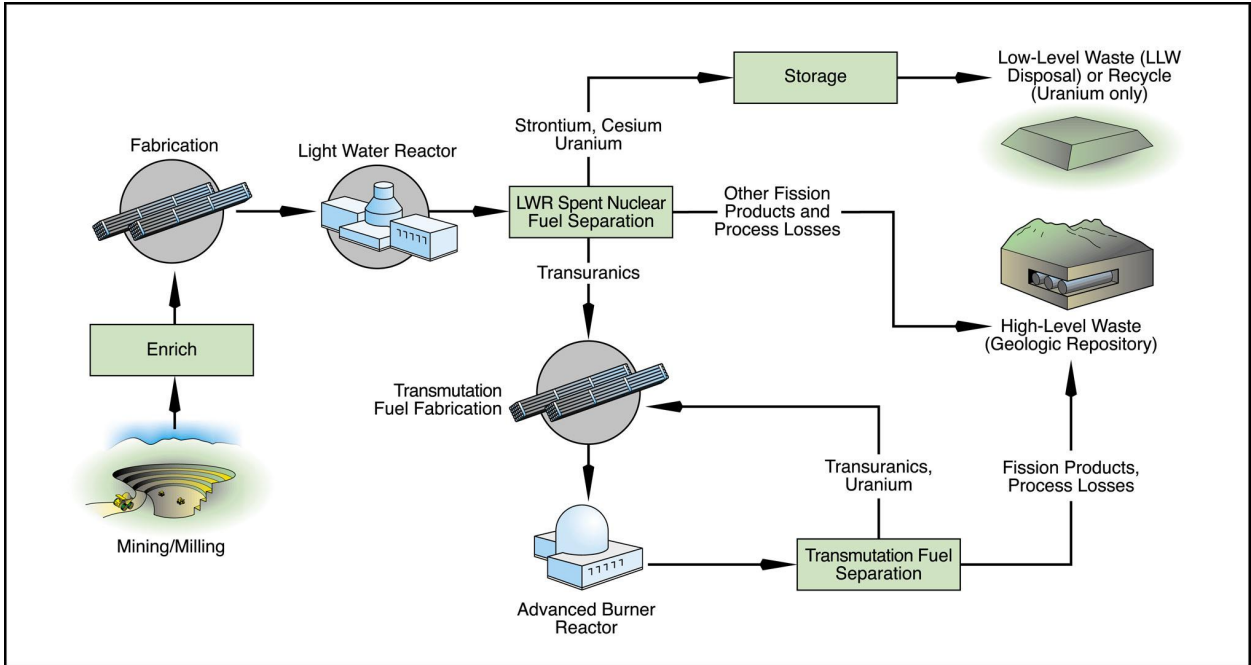 Storage
Low-Level Waste (LLW
Disposal) or Recycle
(Uranium only)
Strontium, Cesium
Uranium
Fabrication
Light Water Reactor
LWR Spent Nuclear
Fuel Separation
Other Fission
Products and
Process Losses
Transuranics
High-Level Waste
(Geologic Repository)
Enrich
Transmutation
Fuel Fabrication
Transuranics,
Uranium
Fission Products,
Process Losses
Mining/Milling
Transmutation Fuel
Separation
Advanced Burner
Reactor